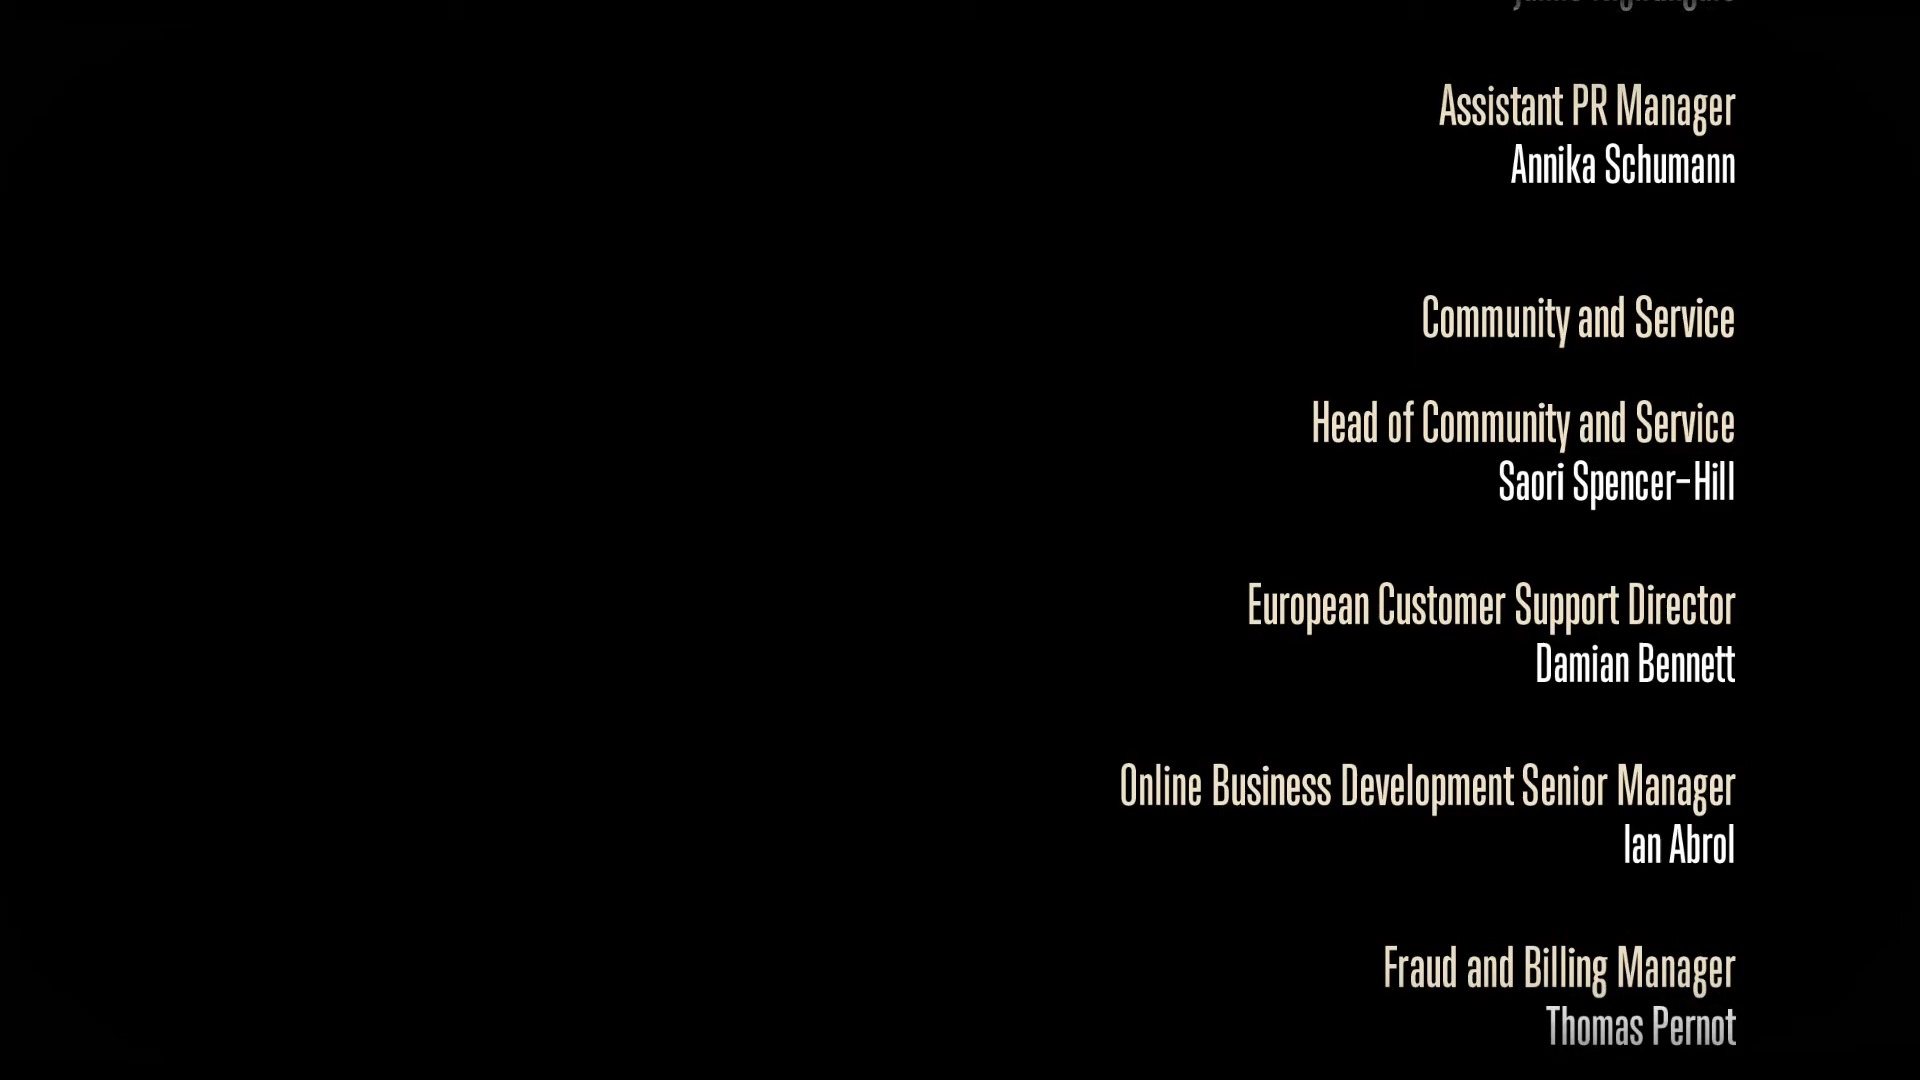 Assistant PR Manager
Annika Schumann
Community and Service
Head of Community and Service
Saori Spencer-Hill
European Customer Support Director
Damian Bennett
Online Business Development Senior Manager
Ian Abrol
Fraud and Billing Manager
Thomas Pernot